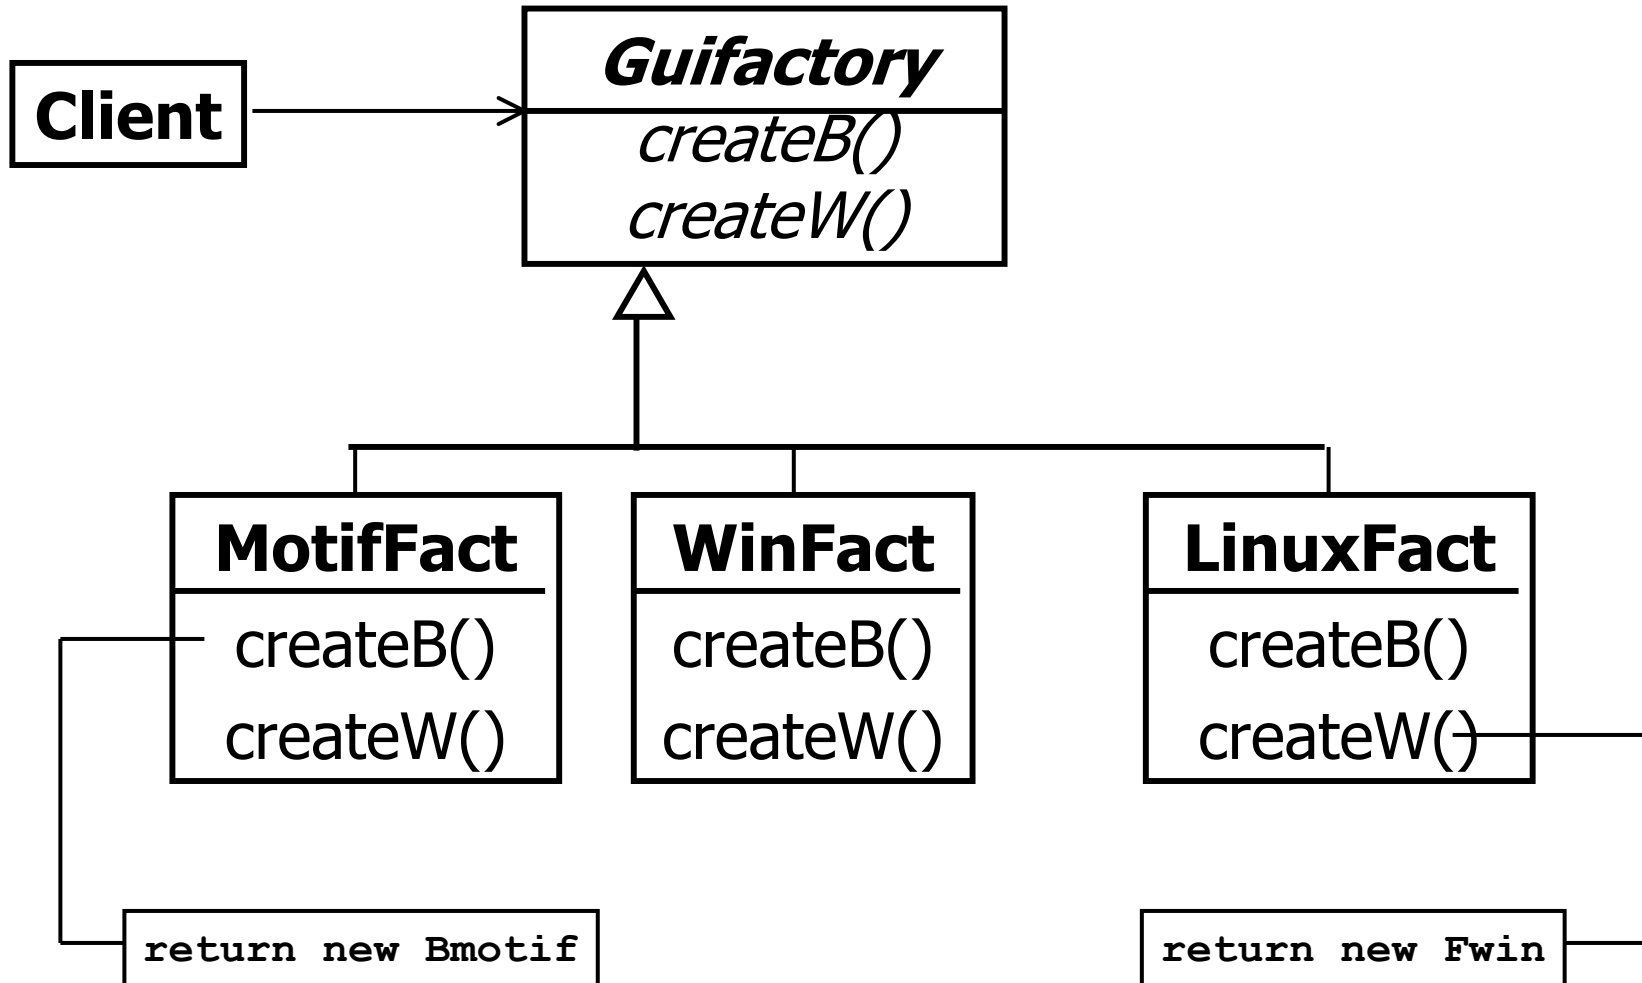 Guifactory
Client
createB()
createW()
MotifFact
createB()
createW()
WinFact
createB()
createW()
LinuxFact
createB()
createW()
return new Bmotif
return new Fwin